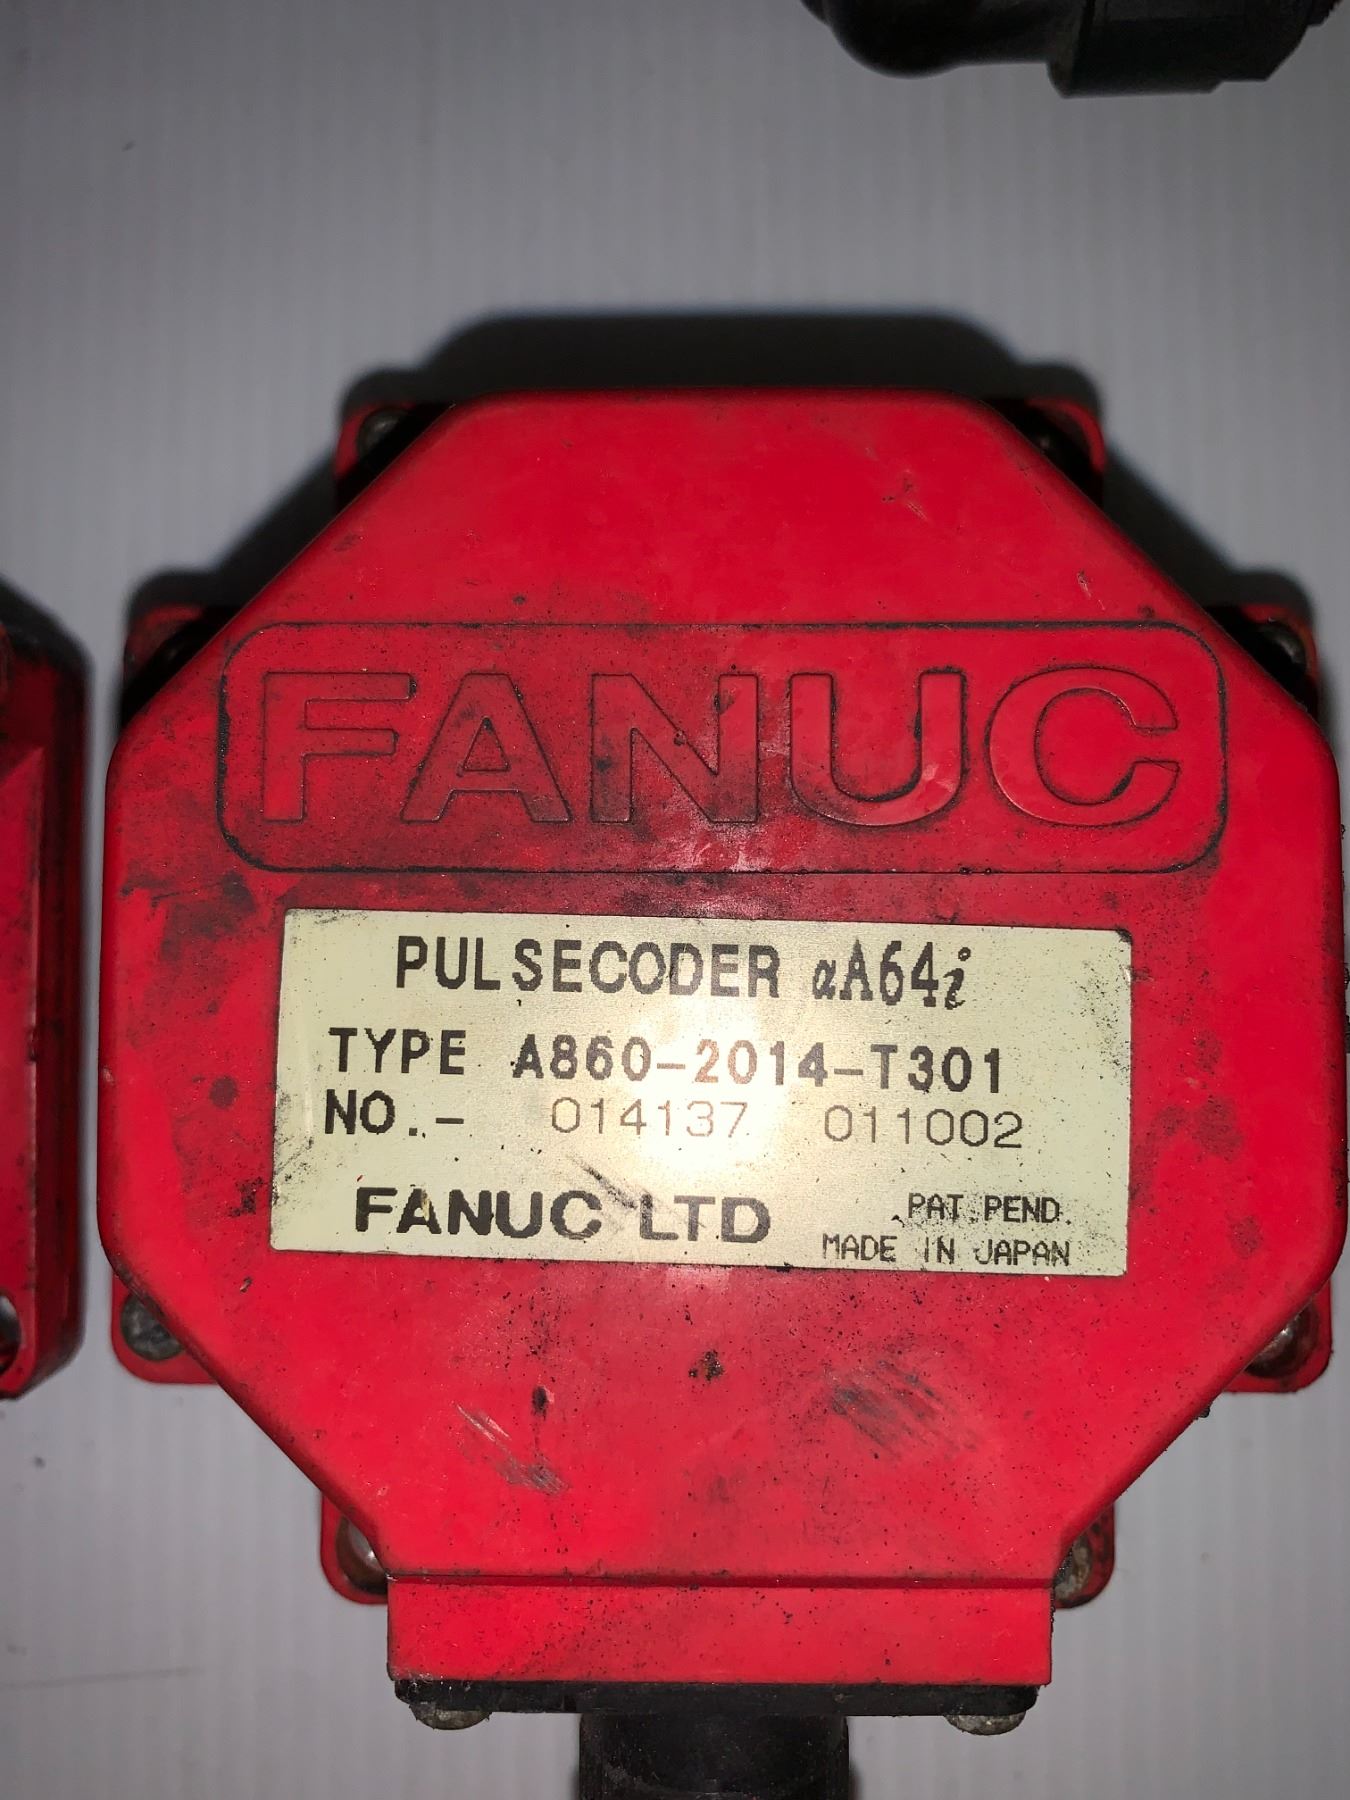 FANUC
PULSECODER αA64i
TYPE A860-2014-T301
NO.- 014137 011002
FANUC LTD
PAT.PEND.
MADE IN JAPAN